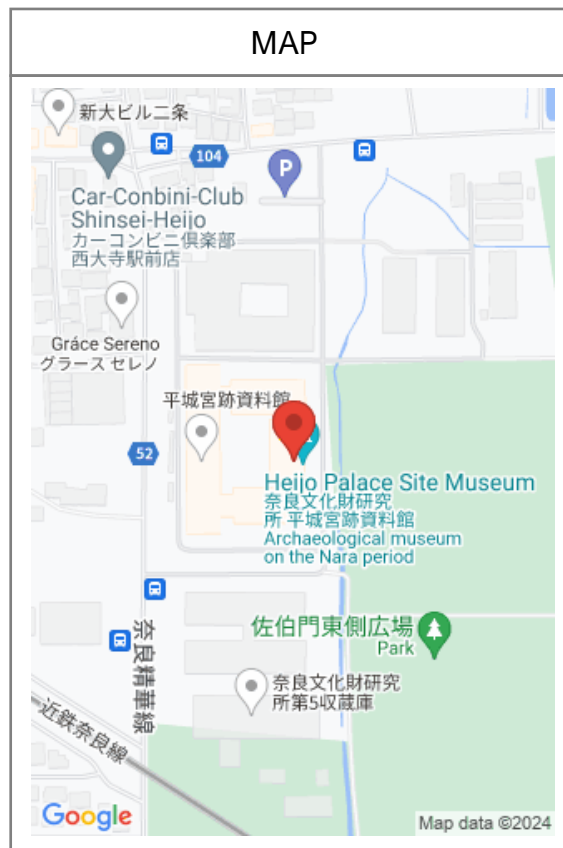 MAP
新大ビル二条
104
P
Car-Conbini-Club
Shinsei-Heijo
カーコンビニ倶楽部
西大寺駅前店
Gráce Sereno
グラース セレノ
平城宮跡資料館
52
Heijo Palace Site Museum
奈良文化財研究
所 平城宮跡資料館
Archaeological museum
on the Nara period
佐伯門東側広場
Park
奈良精華線
奈良文化財研究
所第5収蔵庫
近鉄奈良線
Google
Map data ©2024